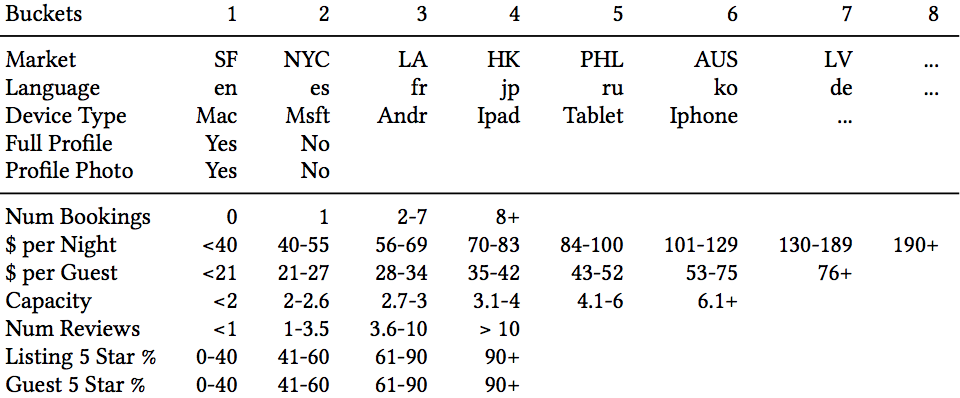 Buckets 1 2 3 4 5 6 7 8
Market SF NYC LA HK PHL AUS LV ...
Language en es fr jp ru ko de ...
Device Type Mac Msft Andr Ipad Tablet Iphone ...
Full Profile Yes No
Profile Photo Yes No
Num Bookings 0 1 2-7 8+
$ per Night <40 40-55 56-69 70-83 84-100 101-129 130-189 190+
$ per Guest <21 21-27 28-34 35-42 43-52 53-75 76+
Capacity <2 2-2.6 2.7-3 3.1-4 4.1-6 6.1+
Num Reviews <1 1-3.5 3.6-10 > 10
Listing 5 Star % 0-40 41-60 61-90 90+
Guest 5 Star % 0-40 41-60 61-90 90+